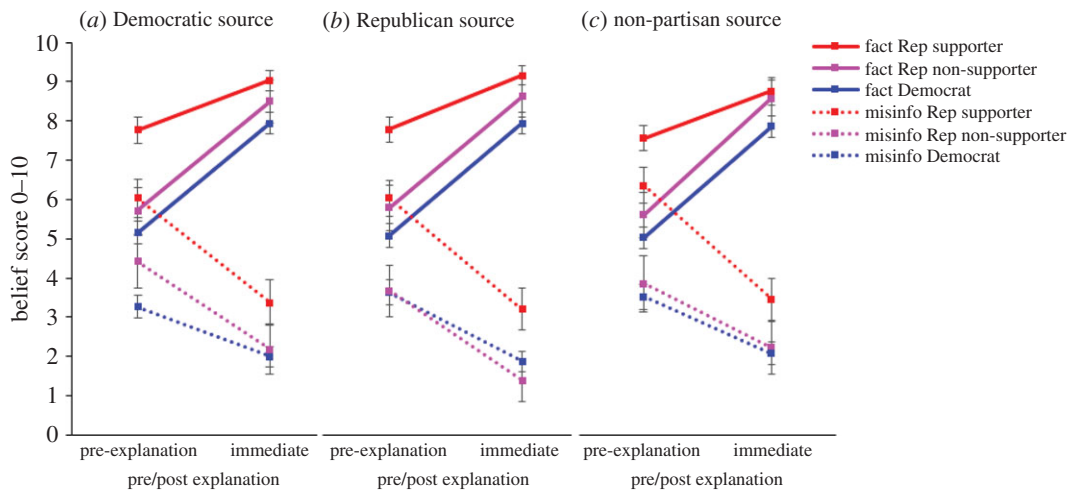 (a) Democratic source
(b) Republican source
(c) non-partisan source
10
9
8
7
6
5
4
3
2
1
0
belief score 0–10
fact Rep supporter
fact Rep non-supporter
fact Democrat
misinfo Rep supporter
misinfo Rep non-supporter
misinfo Democrat
pre-explanation immediate
pre/post explanation
pre-explanation immediate
pre/post explanation
pre-explanation immediate
pre/post explanation